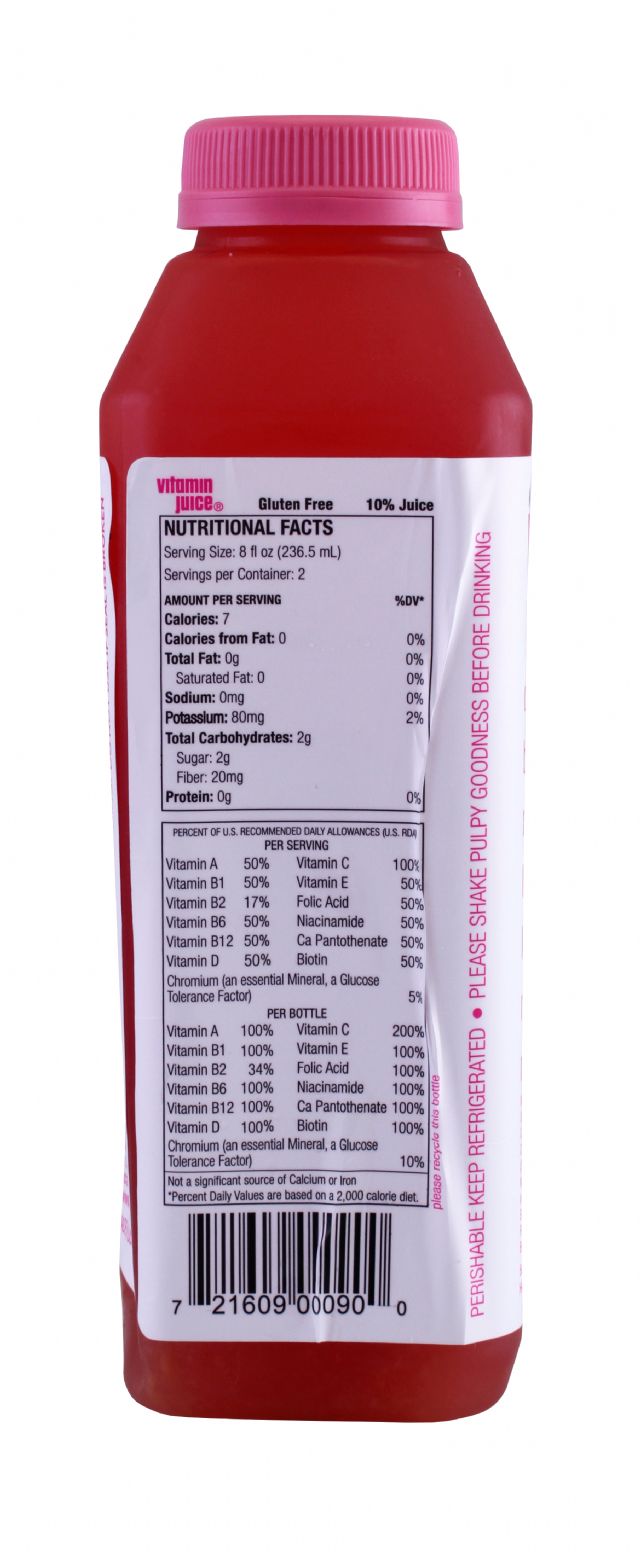 vitamin
juice®
Gluten Free 10% Juice
NUTRITIONAL FACTS
Serving Size: 8 fl oz (236.5 mL)
Servings per Container: 2
AMOUNT PER SERVING %DV*
Calories: 7
Calories from Fat: 0 0%
Total Fat: 0g 0%
Saturated Fat: 0 0%
Sodium: 0mg 0%
Potassium: 80mg 2%
Total Carbohydrates: 2g
Sugar: 2g
Fiber: 20mg
Protein: 0g 0%
PERCENT OF U.S. RECOMMENDED DAILY ALLOWANCES (U.S. RDA)
PER SERVING
Vitamin A 50% Vitamin C 100%
Vitamin B1 50% Vitamin E 50%
Vitamin B2 17% Folic Acid 50%
Vitamin B6 50% Niacinamide 50%
Vitamin B12 50% Ca Pantothenate 50%
Vitamin D 50% Biotin 50%
Chromium (an essential Mineral, a Glucose
Tolerance Factor) 5%
PER BOTTLE
Vitamin A 100% Vitamin C 200%
Vitamin B1 100% Vitamin E 100%
Vitamin B2 34% Folic Acid 100%
Vitamin B6 100% Niacinamide 100%
Vitamin B12 100% Ca Pantothenate 100%
Vitamin D 100% Biotin 100%
Chromium (an essential Mineral, a Glucose
Tolerance Factor) 10%
Not a significant source of Calcium or Iron
*Percent Daily Values are based on a 2,000 calorie diet.
7 21609 00090 0
please recycle this bottle
PERISHABLE KEEP REFRIGERATED • PLEASE SHAKE PULPY GOODNESS BEFORE DRINKING
IF SEAL IS BROKEN